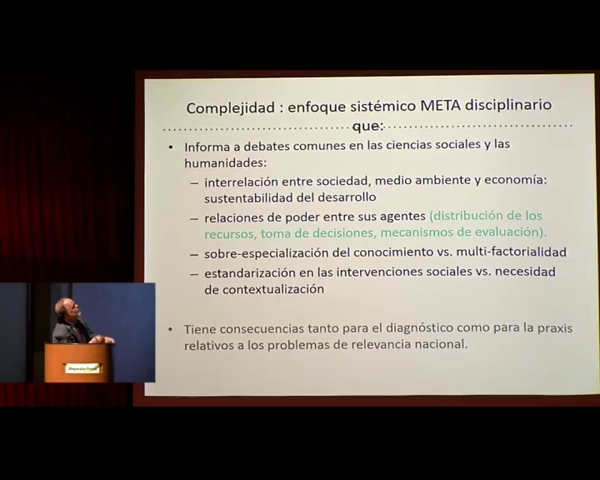 Complejidad : enfoque sistémico META disciplinario
que:
• Informa a debates comunes en las ciencias sociales y las
humanidades:
– interrelación entre sociedad, medio ambiente y economía:
sustentabilidad del desarrollo
– relaciones de poder entre sus agentes (distribución de los
recursos, toma de decisiones, mecanismos de evaluación).
– sobre-especialización del conocimiento vs. multi-factorialidad
– estandarización en las intervenciones sociales vs. necesidad
de contextualización
• Tiene consecuencias tanto para el diagnóstico como para la praxis
relativos a los problemas de relevancia nacional.
Alejandro